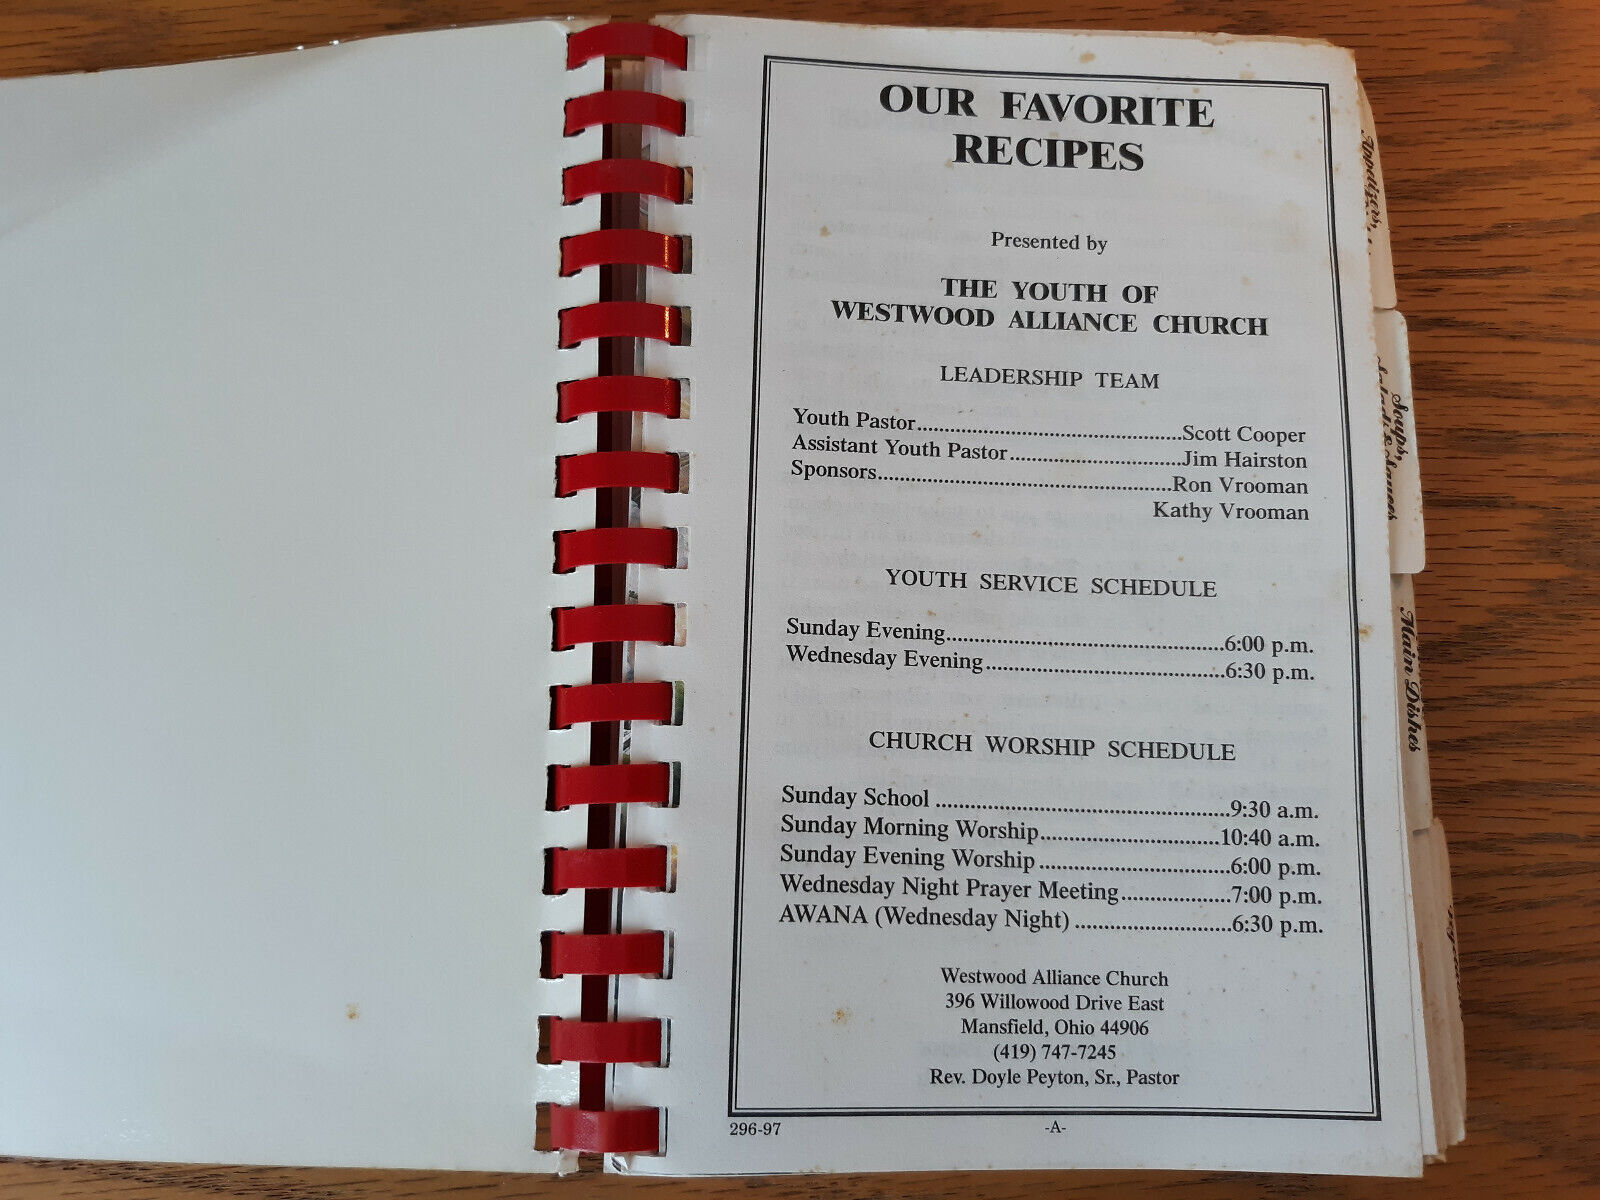 OUR FAVORITE
RECIPES
Presented by
THE YOUTH OF
WESTWOOD ALLIANCE CHURCH
LEADERSHIP TEAM
Youth Pastor..........................................Scott Cooper
Assistant Youth Pastor............................Jim Hairston
Sponsors................................................Ron Vrooman
Kathy Vrooman
YOUTH SERVICE SCHEDULE
Sunday Evening.............................................6:00 p.m.
Wednesday Evening.......................................6:30 p.m.
CHURCH WORSHIP SCHEDULE
Sunday School ................................................9:30 a.m.
Sunday Morning Worship.............................10:40 a.m.
Sunday Evening Worship ...............................6:00 p.m.
Wednesday Night Prayer Meeting..................7:00 p.m.
AWANA (Wednesday Night) ..........................6:30 p.m.
Westwood Alliance Church
396 Willowood Drive East
Mansfield, Ohio 44906
(419) 747-7245
Rev. Doyle Peyton, Sr., Pastor
296-97
-A-
Appetizers,
Soups,
Salads & Sauces
Main Dishes